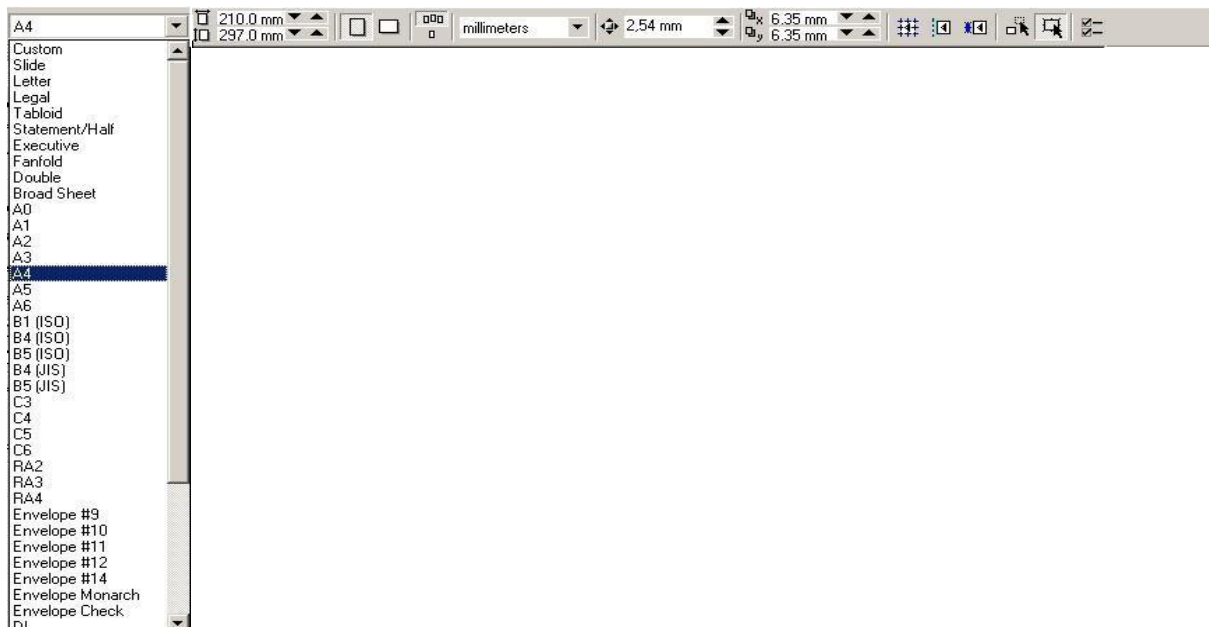 A4
210.0 mm
297.0 mm
millimeters
2,54 mm
x 6.35 mm
y 6.35 mm
Custom
Slide
Letter
Legal
Tabloid
Statement/Half
Executive
Fanfold
Double
Broad Sheet
A0
A1
A2
A3
A4
A5
A6
B1 (ISO)
B4 (ISO)
B5 (ISO)
B4 (JIS)
B5 (JIS)
C3
C4
C5
C6
RA2
RA3
RA4
Envelope #9
Envelope #10
Envelope #11
Envelope #12
Envelope #14
Envelope Monarch
Envelope Check